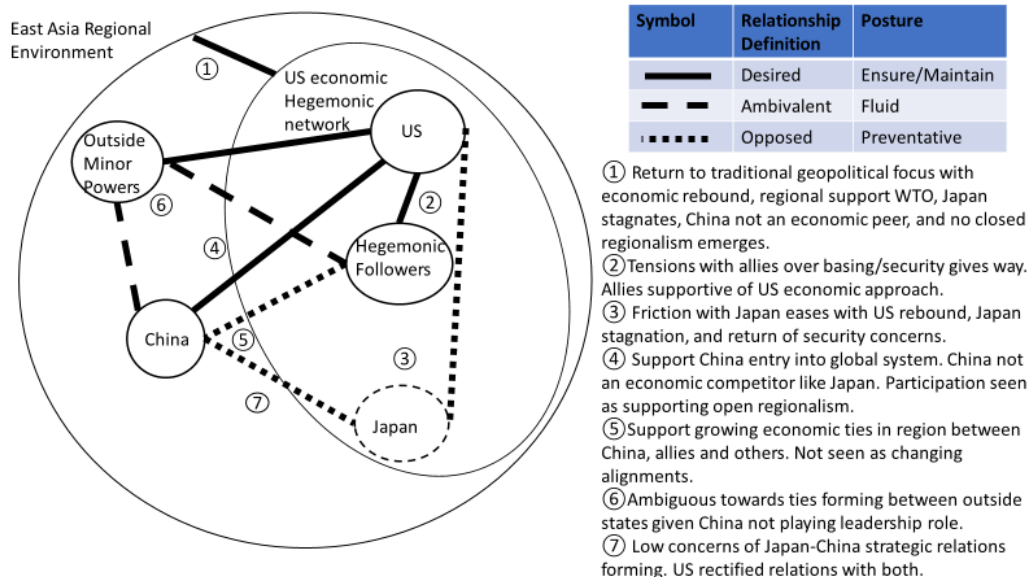 East Asia Regional
Environment
①
US economic
Hegemonic
network
US
Outside
Minor
Powers
⑥
②
④
Hegemonic
Followers
China
⑤
③
⑦
Japan
Symbol Relationship Definition Posture
Desired Ensure/Maintain
Ambivalent Fluid
Opposed Preventative
① Return to traditional geopolitical focus with
economic rebound, regional support WTO, Japan
stagnates, China not an economic peer, and no closed
regionalism emerges.
②Tensions with allies over basing/security gives way.
Allies supportive of US economic approach.
③ Friction with Japan eases with US rebound, Japan
stagnation, and return of security concerns.
④ Support China entry into global system. China not
an economic competitor like Japan. Participation seen
as supporting open regionalism.
⑤Support growing economic ties in region between
China, allies and others. Not seen as changing
alignments.
⑥Ambiguous towards ties forming between outside
states given China not playing leadership role.
⑦ Low concerns of Japan-China strategic relations
forming. US rectified relations with both.